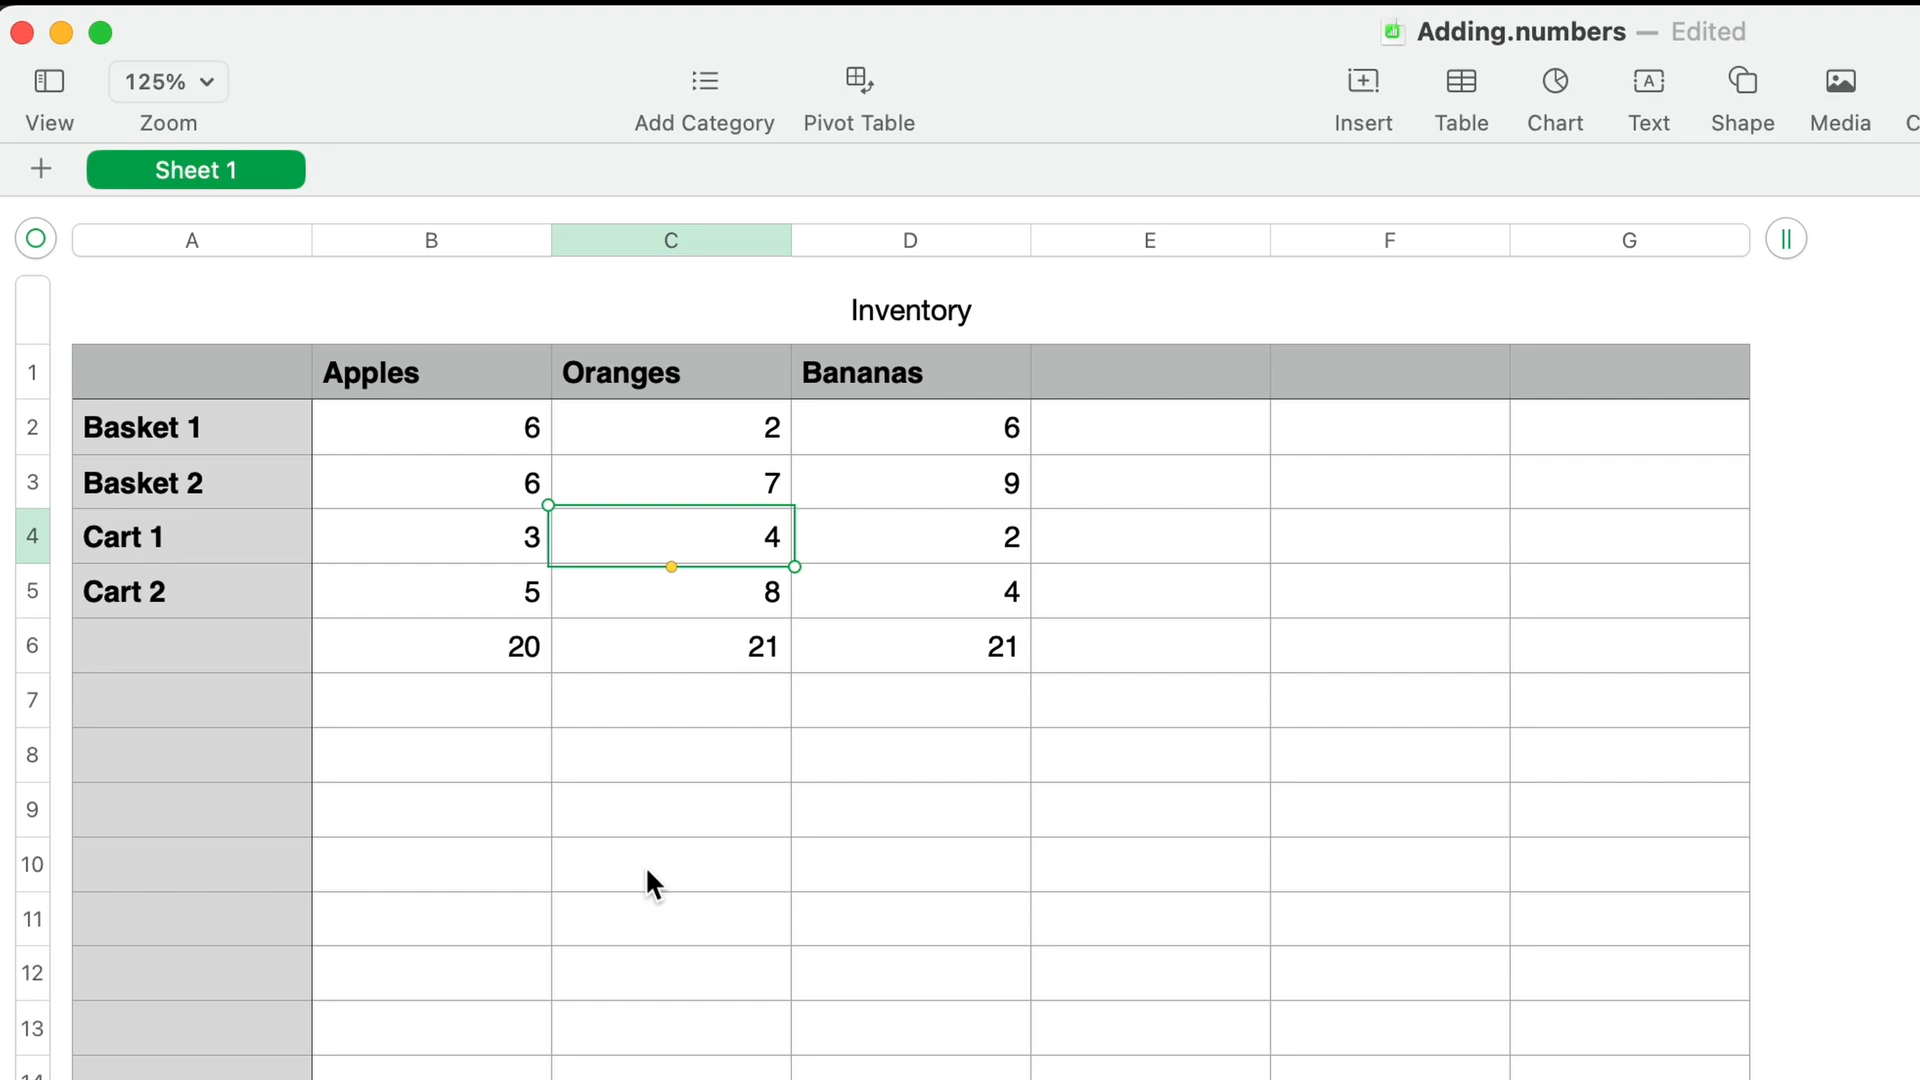 Adding.numbers — Edited
125%
View Zoom Add Category Pivot Table Insert Table Chart Text Shape Media C
+ Sheet 1
A B C D E F G
Inventory
1 Apples Oranges Bananas
2 Basket 1 6 2 6
3 Basket 2 6 7 9
4 Cart 1 3 4 2
5 Cart 2 5 8 4
6 20 21 21
7
8
9
10
11
12
13
14